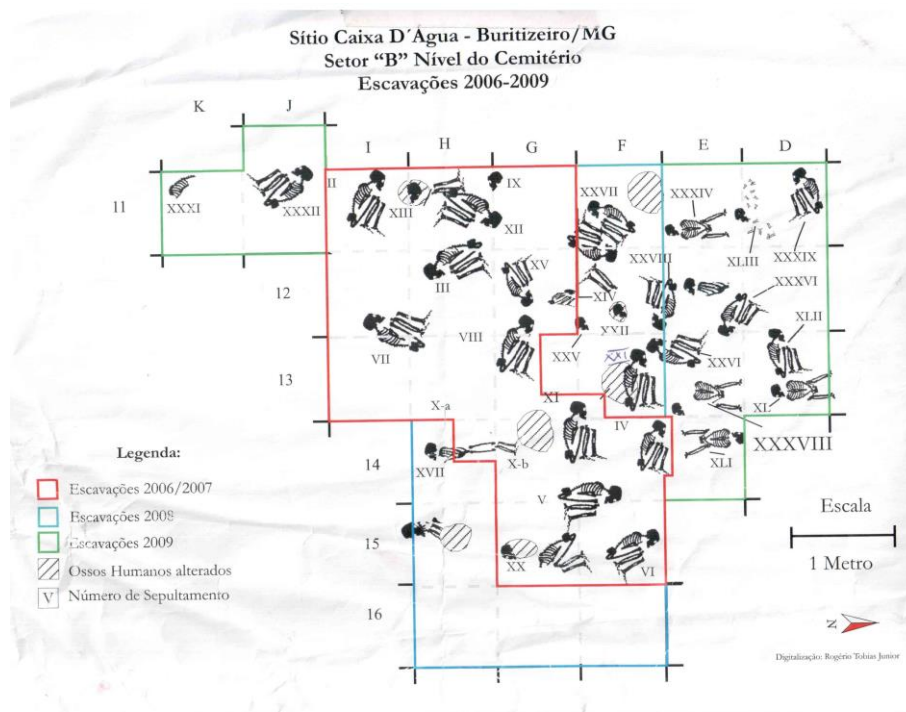 Sítio Caixa D´Água - Buritizeiro/MG
Setor “B” Nível do Cemitério
Escavações 2006-2009
K
J
I
H
G
F
E
D
11
XXXI
XXXII
II
XIII
IX
XII
XXVII
XXXIV
XLIII
XXXIX
12
III
XV
XIV
XXVIII
XXII
XXXVI
VII
VIII
XXV
XLII
13
XXI
XXVI
XI
XL
X-a
IV
XXXVIII
14
XVII
X-b
XLI
V
15
XX
VI
16
Legenda:
Escavações 2006/2007
Escavações 2008
Escavações 2009
Ossos Humanos alterados
V Número de Sepultamento
Escala
1 Metro
N
Digitalização: Rogério Tobias Junior